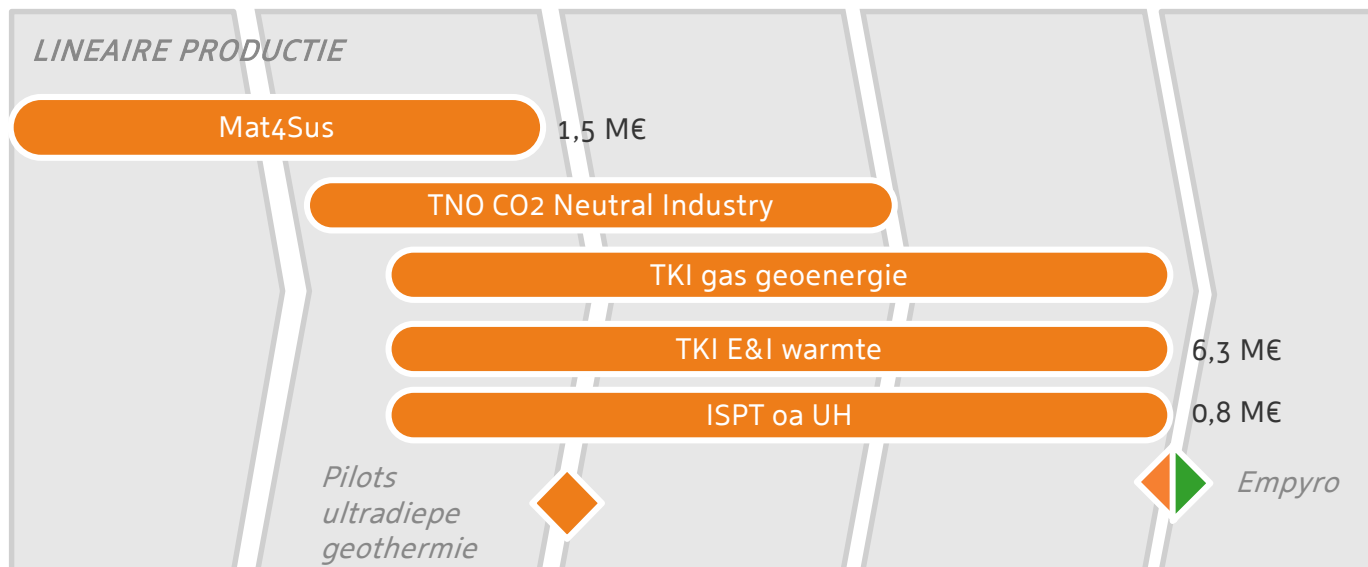 LINEAIRE PRODUCTIE
Mat4Sus
1,5 M€
TNO CO2 Neutral Industry
TKI gas geoenergie
TKI E&I warmte
6,3 M€
ISPT oa UH
0,8 M€
Pilots
ultradiepe
geothermie
Empyro